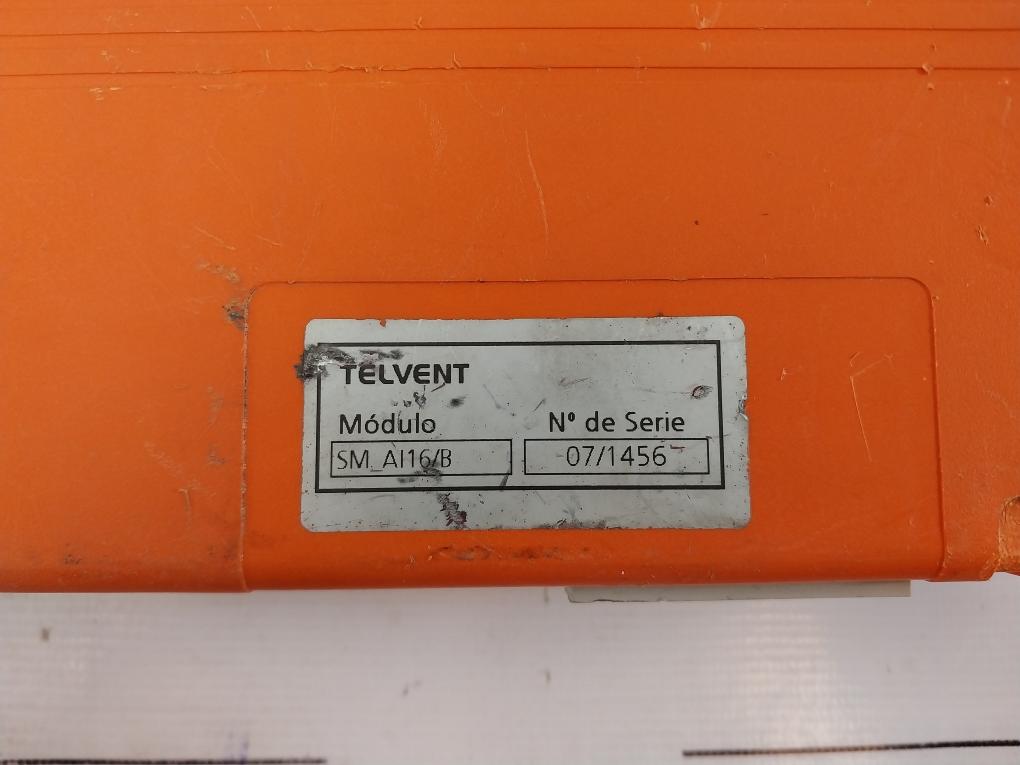 TELVENT
Módulo Nº de Serie
SM_AI16/B 07/1456